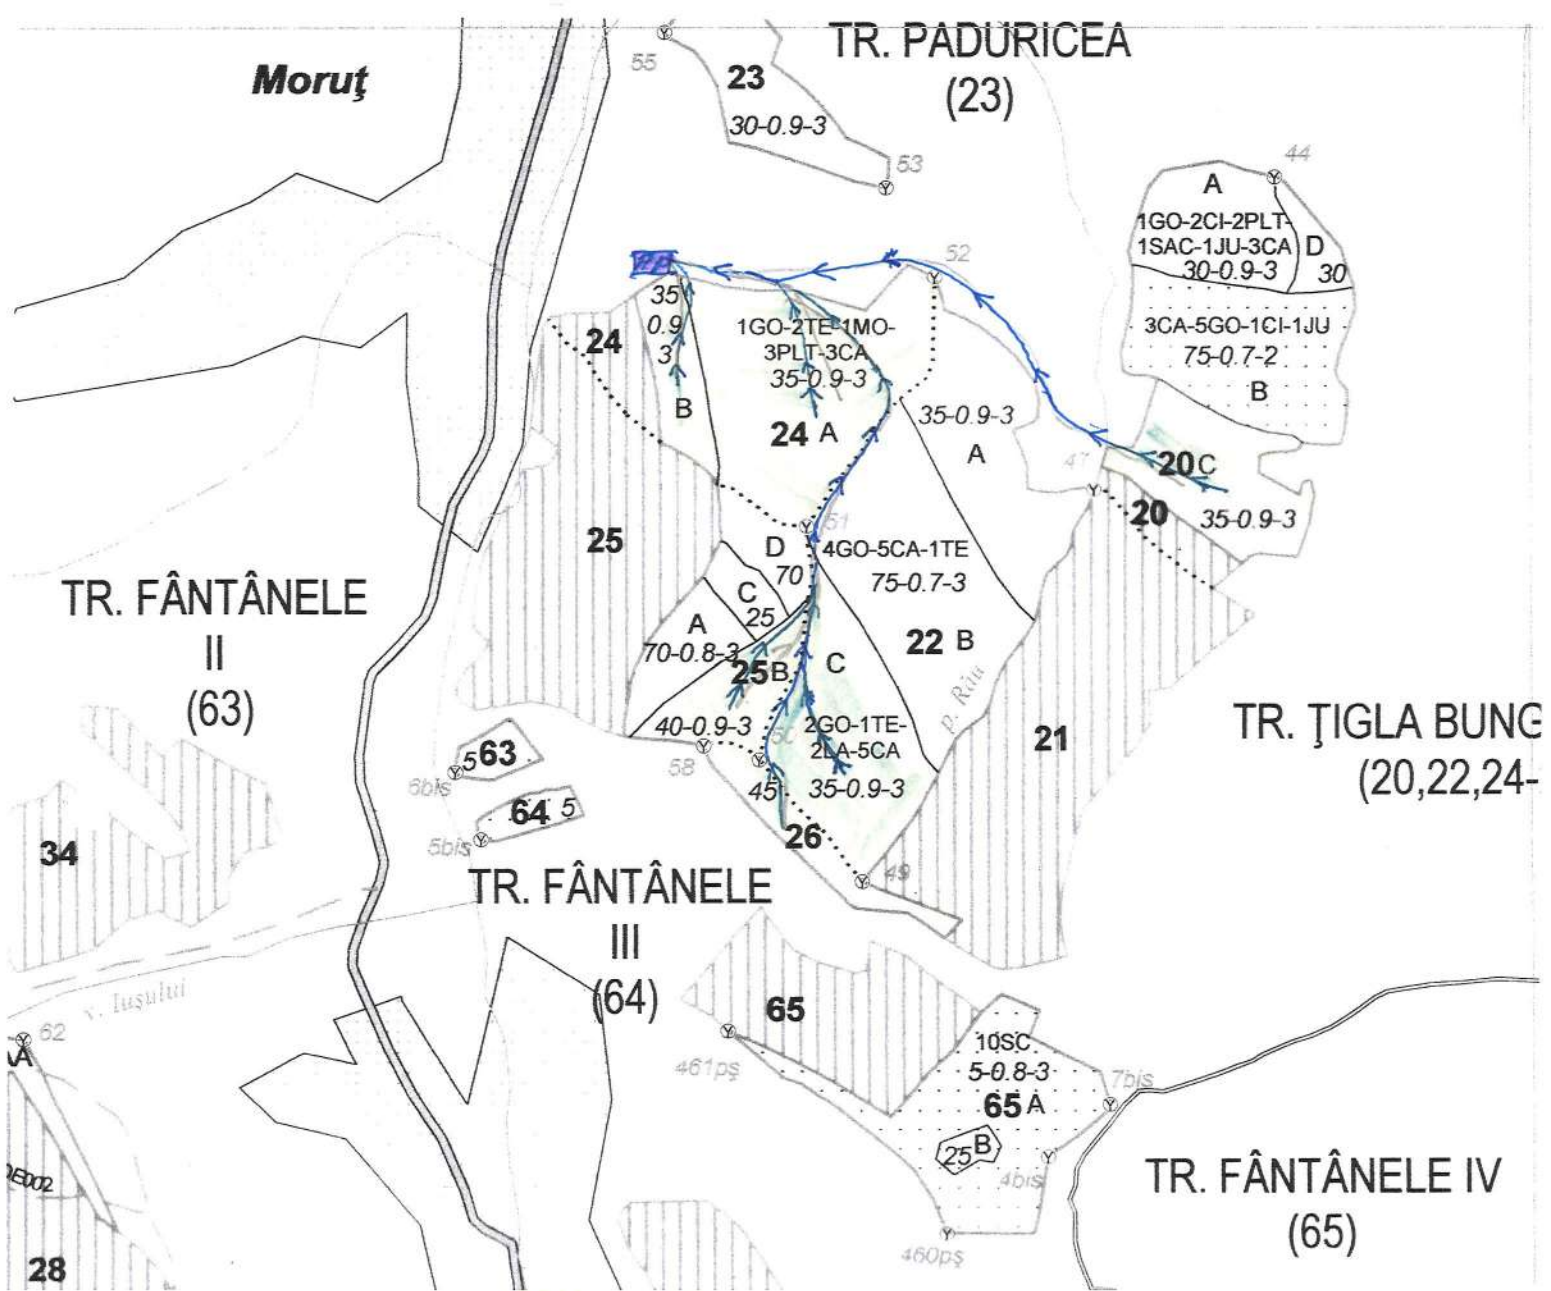 TR. PADURICEA
(23)
Moruţ
55
23
30-0.9-3
53
44
A
1GO-2CI-2PLT-
1SAC-1JU-3CA
30-0.9-3
D
30
3CA-5GO-1CI-1JU
75-0.7-2
B
52
35
0.9
3
B
24
1GO-2TE-1MO-
3PLT-3CA
35-0.9-3
24 A
35-0.9-3
A
47
20 C
20
35-0.9-3
25
51
D
70
4GO-5CA-1TE
75-0.7-3
C
25
A
70-0.8-3
22 B
25 B
C
p. Râu
TR. FÂNTÂNELE
II
(63)
40-0.9-3
50
2GO-1TE-
2LA-5CA
35-0.9-3
21
TR. ŢIGLA BUNG
(20,22,24-
58
5 63
6bis
45
64 5
5bis
26
49
34
TR. FÂNTÂNELE
III
(64)
v. Iuşului
62
65
461pş
10SC
5-0.8-3
65 A
7bis
25 B
4bis
460pş
TR. FÂNTÂNELE IV
(65)
28